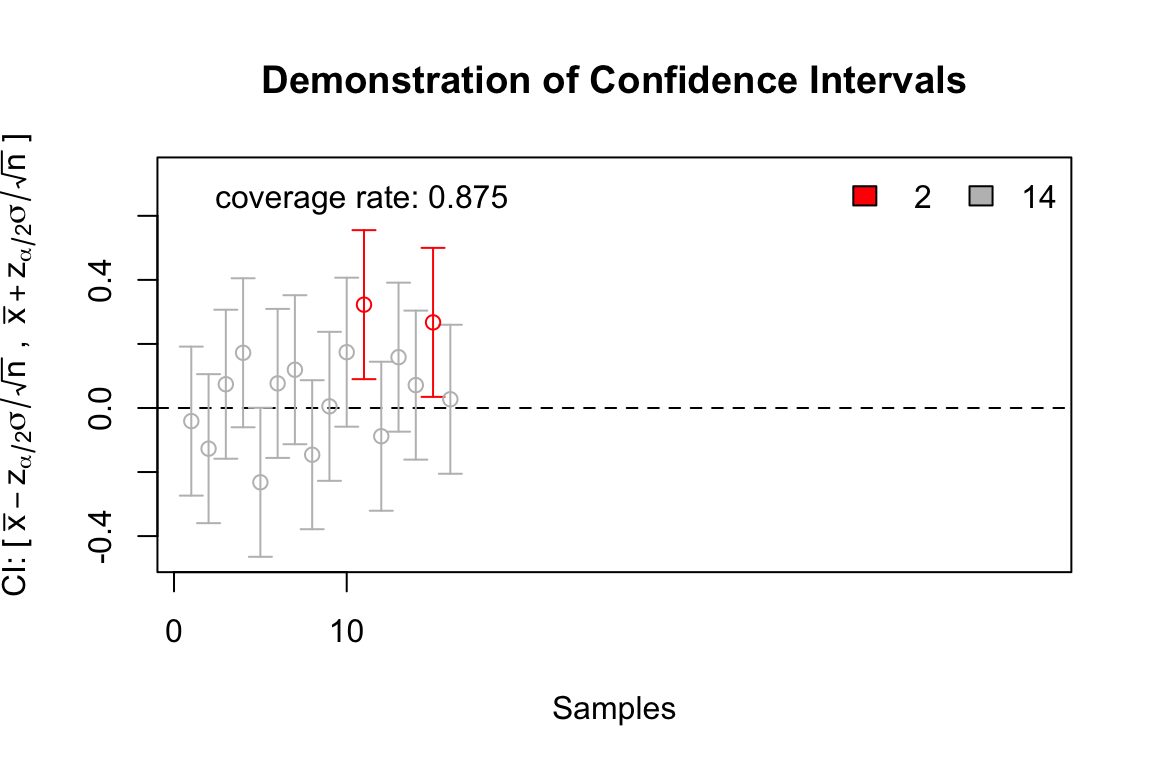 Demonstration of Confidence Intervals
coverage rate: 0.875
2
14
CI: [ x̅ − zα/2σ/√n , x̅ + zα/2σ/√n ]
0.4
0.0
-0.4
0
10
Samples